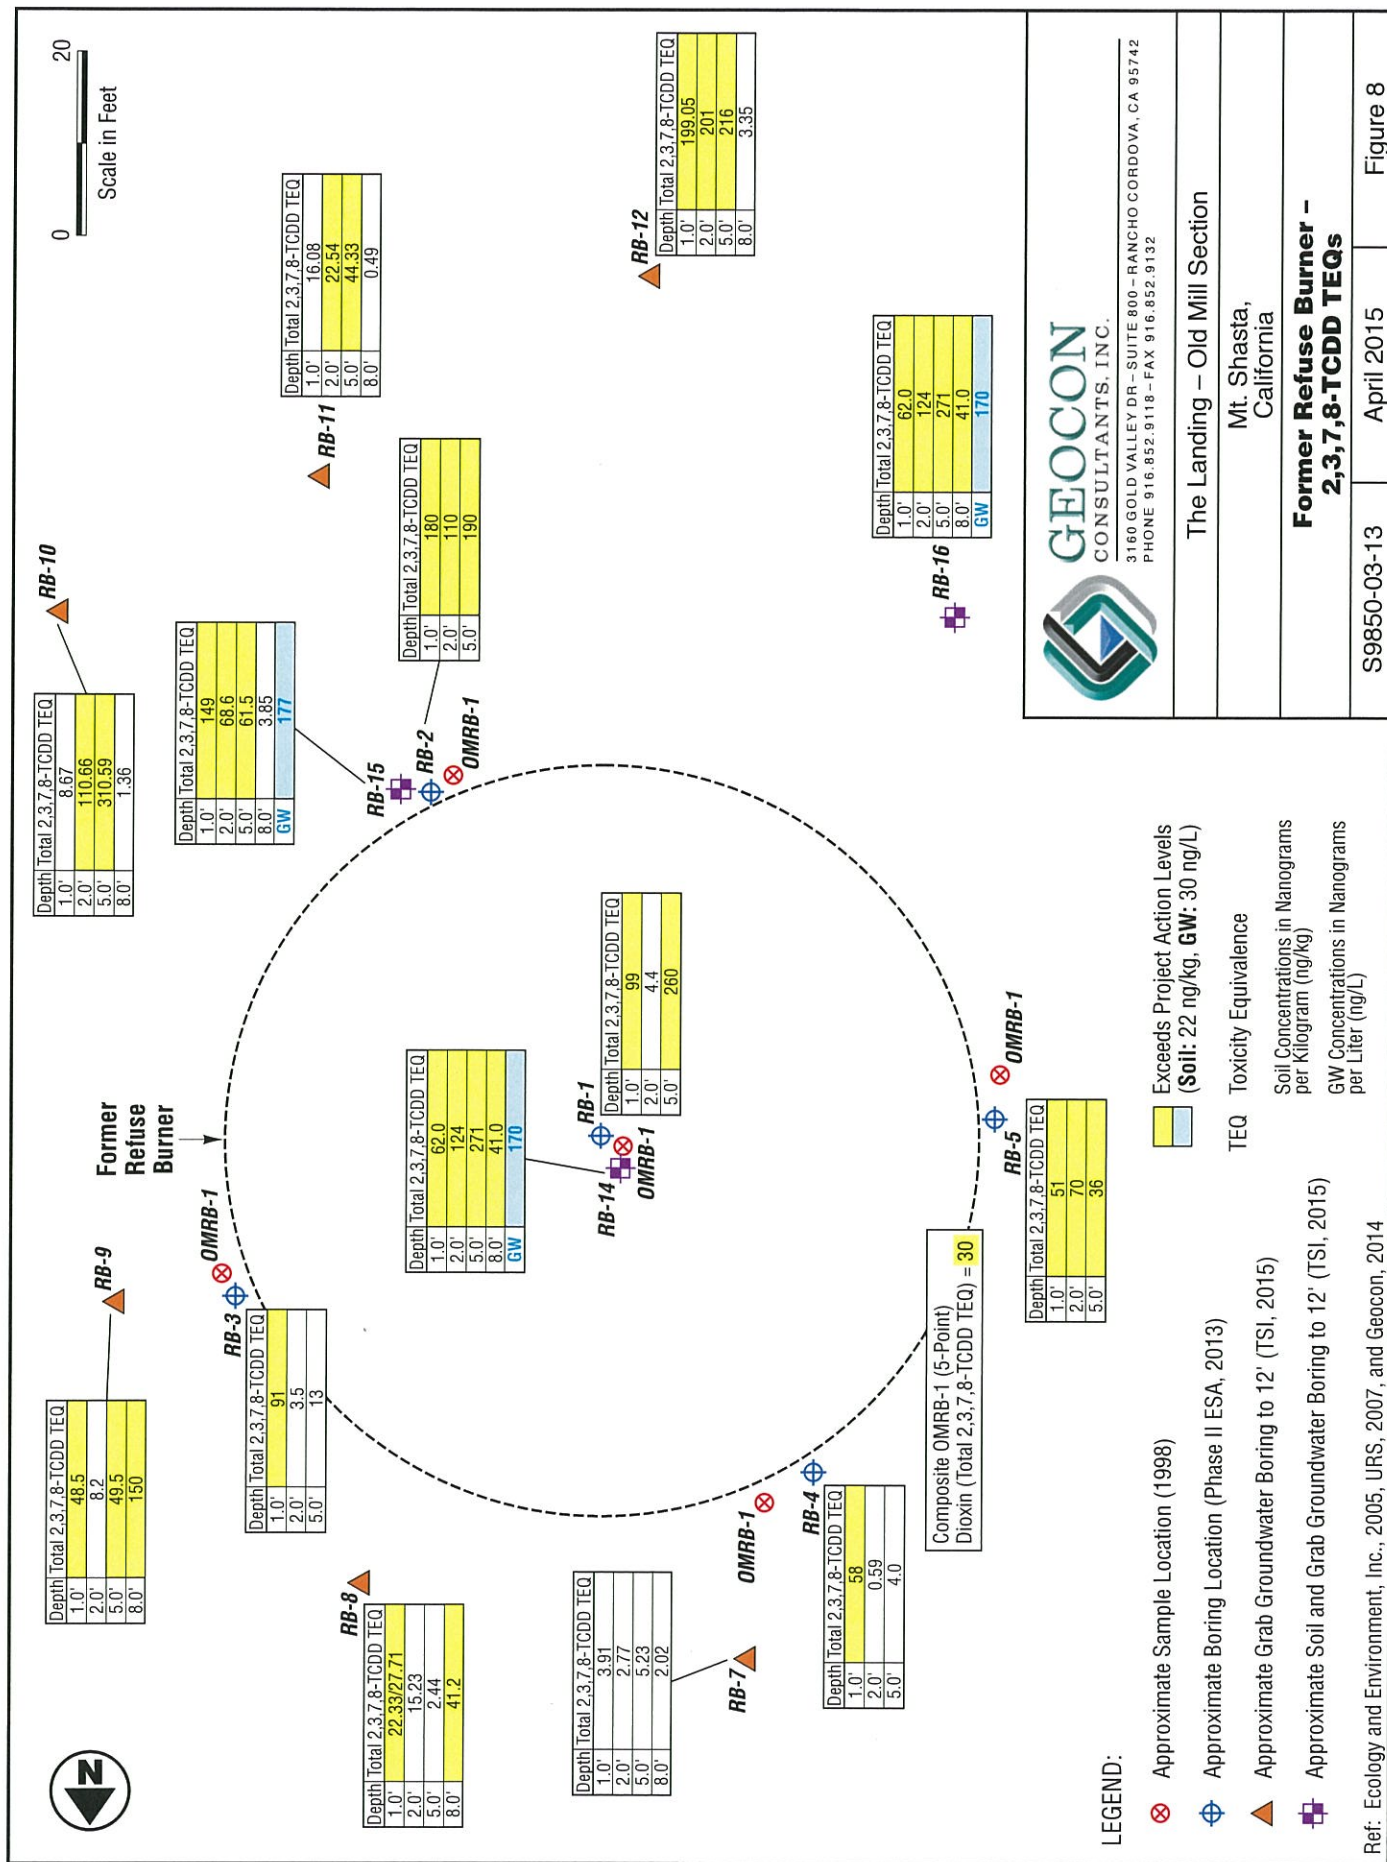 0 20
Scale in Feet
N
Former
Refuse
Burner
RB-9
Depth Total 2,3,7,8-TCDD TEQ
1.0' 48.5
2.0' 8.2
5.0' 49.5
8.0' 150
RB-10
Depth Total 2,3,7,8-TCDD TEQ
1.0' 8.67
2.0' 110.66
5.0' 310.59
8.0' 1.36
OMRB-1
RB-3
Depth Total 2,3,7,8-TCDD TEQ
1.0' 91
2.0' 3.5
5.0' 13
Depth Total 2,3,7,8-TCDD TEQ
1.0' 149
2.0' 68.6
5.0' 61.5
8.0' 3.85
GW 177
RB-15
RB-2
OMRB-1
Depth Total 2,3,7,8-TCDD TEQ
1.0' 180
2.0' 110
5.0' 190
RB-11
Depth Total 2,3,7,8-TCDD TEQ
1.0' 16.08
2.0' 22.54
5.0' 44.33
8.0' 0.49
RB-8
Depth Total 2,3,7,8-TCDD TEQ
1.0' 22.33/27.71
2.0' 15.23
5.0' 2.44
8.0' 41.2
Depth Total 2,3,7,8-TCDD TEQ
1.0' 62.0
2.0' 124
5.0' 271
8.0' 41.0
GW 170
RB-14
RB-1
OMRB-1
Depth Total 2,3,7,8-TCDD TEQ
1.0' 99
2.0' 4.4
5.0' 260
RB-12
Depth Total 2,3,7,8-TCDD TEQ
1.0' 199.05
2.0' 201
5.0' 216
8.0' 3.35
Depth Total 2,3,7,8-TCDD TEQ
1.0' 3.91
2.0' 2.77
5.0' 5.23
8.0' 2.02
RB-7
OMRB-1
RB-4
Depth Total 2,3,7,8-TCDD TEQ
1.0' 58
2.0' 0.59
5.0' 4.0
Composite OMRB-1 (5-Point)
Dioxin (Total 2,3,7,8-TCDD TEQ) = 30
OMRB-1
RB-5
Depth Total 2,3,7,8-TCDD TEQ
1.0' 51
2.0' 70
5.0' 36
RB-16
Depth Total 2,3,7,8-TCDD TEQ
1.0' 62.0
2.0' 124
5.0' 271
8.0' 41.0
GW 170
LEGEND:
Approximate Sample Location (1998)
Approximate Boring Location (Phase II ESA, 2013)
Approximate Grab Groundwater Boring to 12' (TSI, 2015)
Approximate Soil and Grab Groundwater Boring to 12' (TSI, 2015)
Exceeds Project Action Levels
(Soil: 22 ng/kg, GW: 30 ng/L)
TEQ Toxicity Equivalence
Soil Concentrations in Nanograms
per Kilogram (ng/kg)
GW Concentrations in Nanograms
per Liter (ng/L)
Ref: Ecology and Environment, Inc., 2005, URS, 2007, and Geocon, 2014
GEOCON
CONSULTANTS, INC.
3160 GOLD VALLEY DR – SUITE 800 – RANCHO CORDOVA, CA 95742
PHONE 916.852.9118 – FAX 916.852.9132
The Landing – Old Mill Section
Mt. Shasta,
California
Former Refuse Burner –
2,3,7,8-TCDD TEQs
S9850-03-13 April 2015 Figure 8